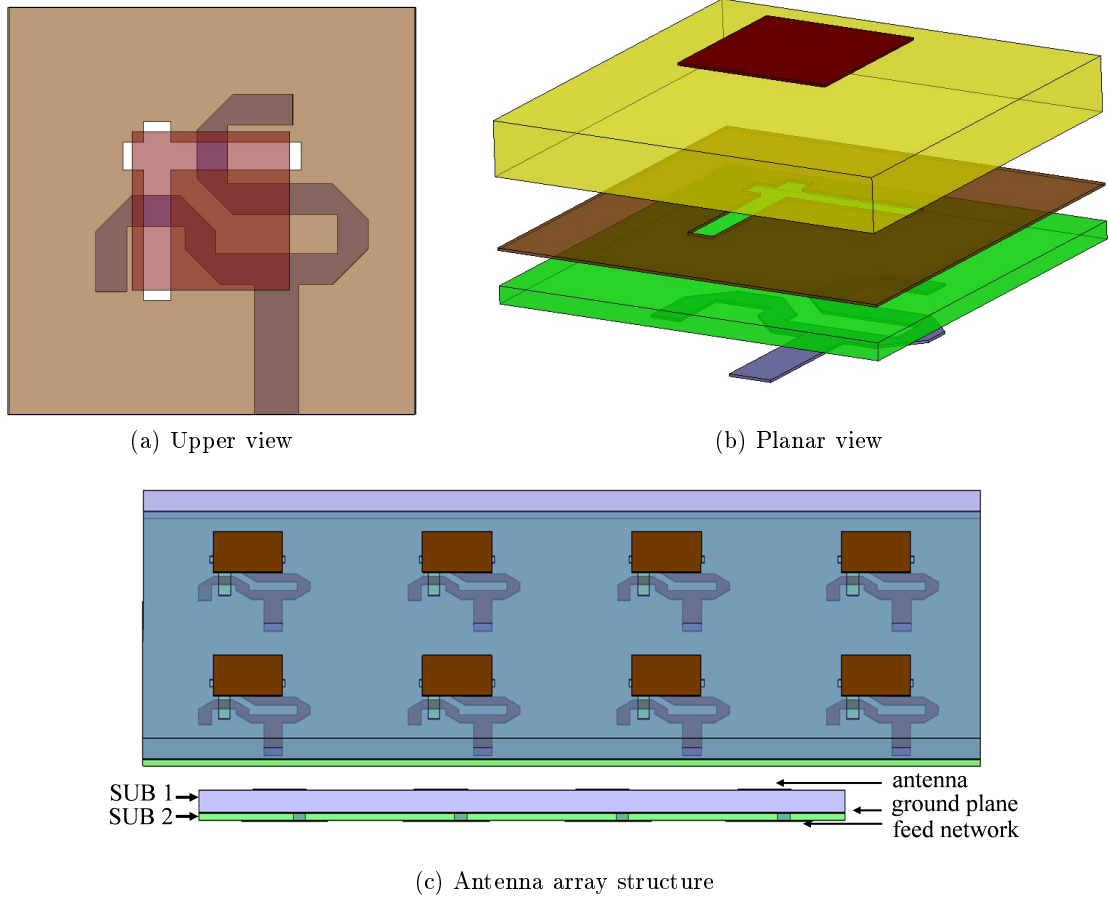 (a) Upper view
(b) Planar view
SUB 1
SUB 2
antenna
ground plane
feed network
(c) Antenna array structure